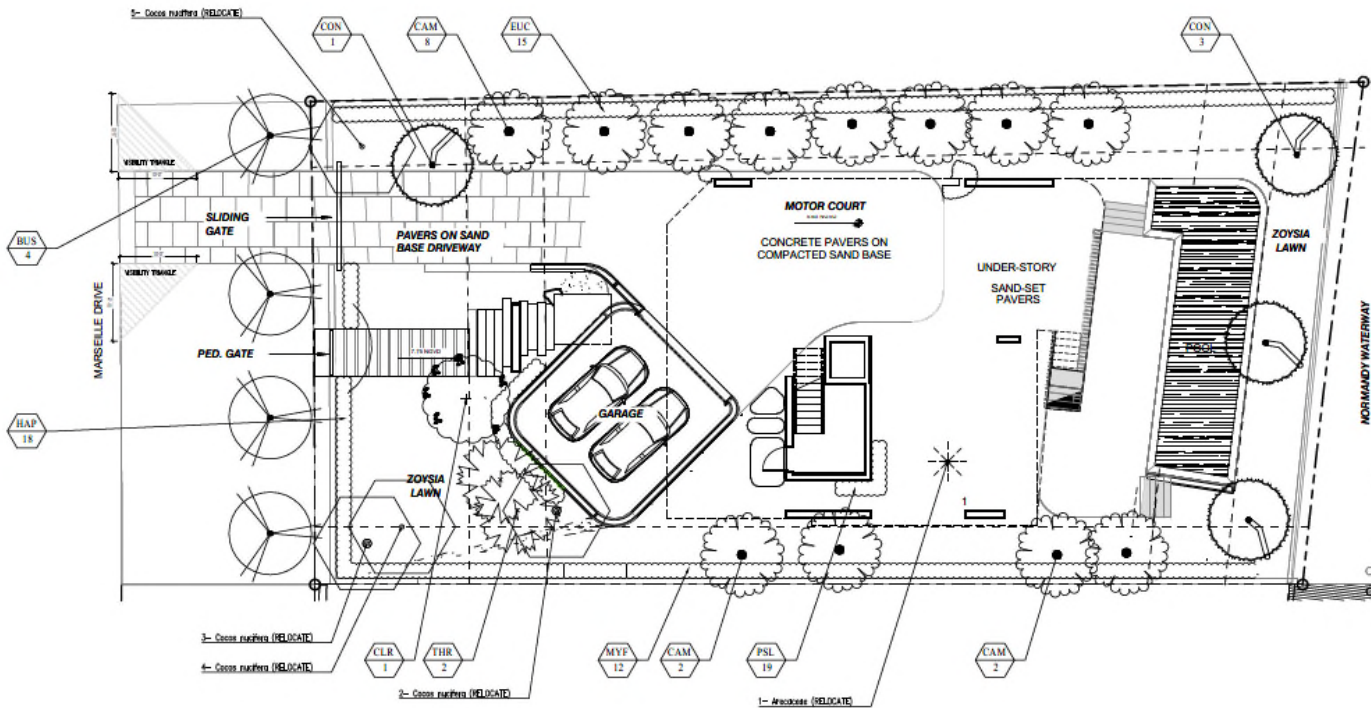 5- Cocos nucifera (RELOCATE)
CON
1
CAM
8
EUC
15
CON
3
VISIBILITY TRIANGLE
SLIDING
GATE
PAVERS ON SAND
BASE DRIVEWAY
MOTOR COURT
CONCRETE PAVERS ON
COMPACTED SAND BASE
UNDER-STORY
SAND-SET
PAVERS
ZOYSIA
LAWN
BUS
4
VISIBILITY TRIANGLE
MARSEILLE DRIVE
PED. GATE
POOL
NORMANDY WATERWAY
GARAGE
HAP
18
ZOYSIA
LAWN
1
3- Cocos nucifera (RELOCATE)
4- Cocos nucifera (RELOCATE)
CLR
1
THR
2
MYF
12
CAM
2
PSL
19
CAM
2
2- Cocos nucifera (RELOCATE)
1- Arecaceae (RELOCATE)